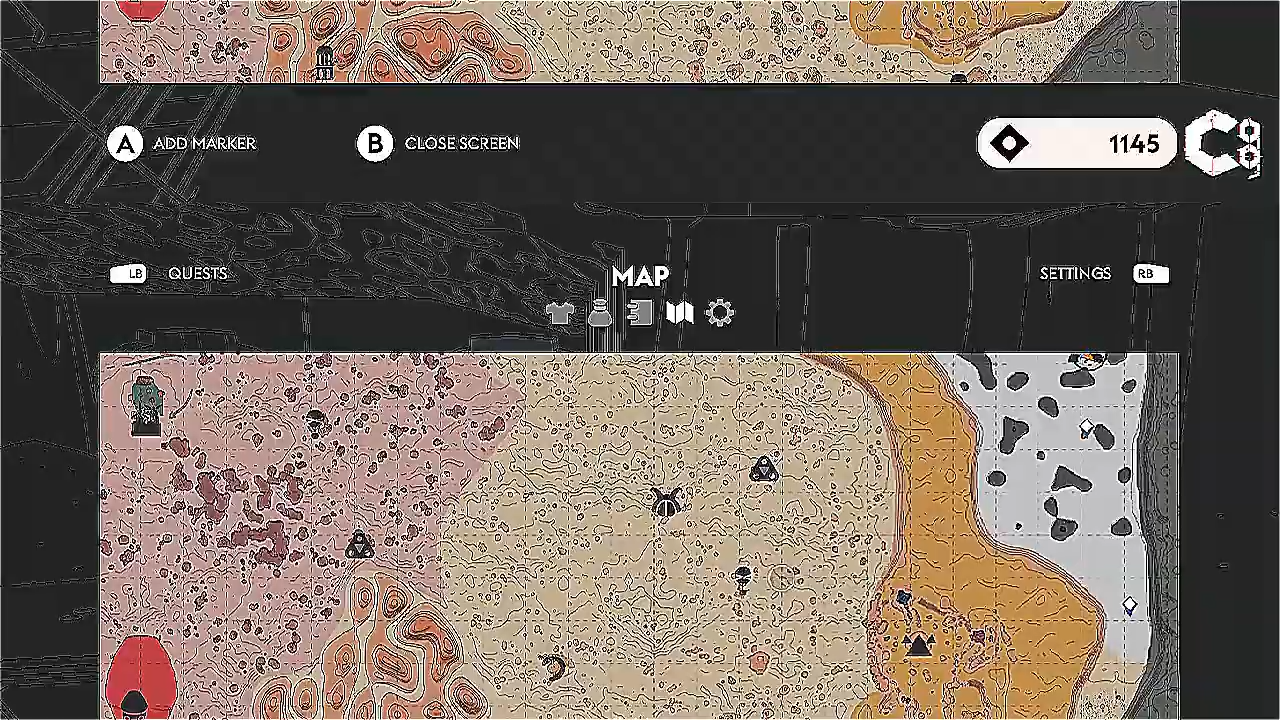 A ADD MARKER
B CLOSE SCREEN
1145
LB QUESTS
MAP
SETTINGS RB